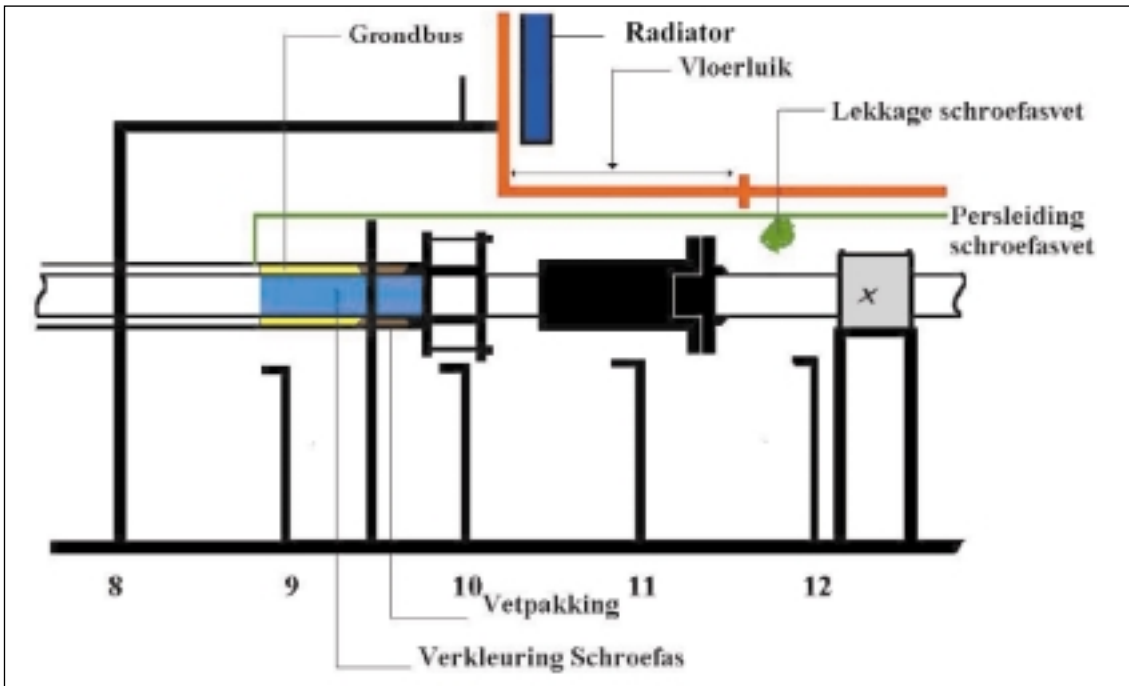 Grondbus
Radiator
Vloerluik
Lekkage schroefasvet
Persleiding
schroefasvet
x
8 9 10 11 12
Vetpakking
Verkleuring Schroefas